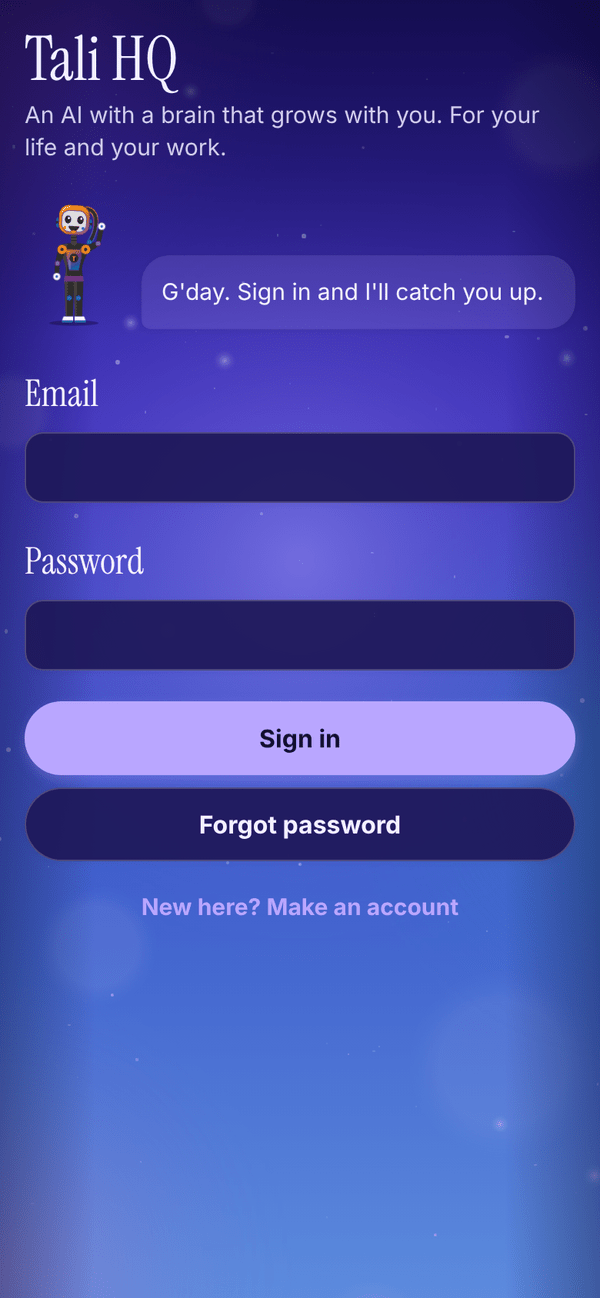 Tali HQ
An AI with a brain that grows with you. For your
life and your work.
G'day. Sign in and I'll catch you up.
Email
Password
Sign in
Forgot password
New here? Make an account